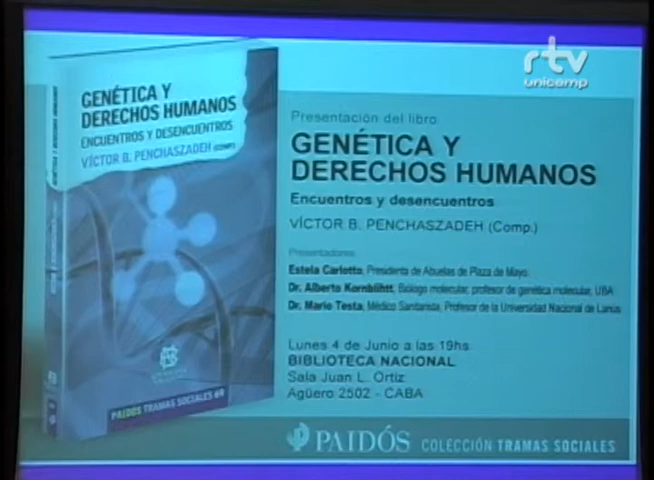 rtv
unicamp
GENÉTICA Y
DERECHOS HUMANOS
ENCUENTROS Y DESENCUENTROS
VÍCTOR B. PENCHASZADEH (COMP.)
PAIDÓS TRAMAS SOCIALES 69
Presentación del libro
GENÉTICA Y
DERECHOS HUMANOS
Encuentros y desencuentros
VÍCTOR B. PENCHASZADEH (Comp.)
Presentadores
Estela Carlotto, Presidenta de Abuelas de Plaza de Mayo
Dr. Alberto Kornblihtt, Biólogo molecular, profesor de genética molecular, UBA
Dr. Mario Testa, Médico Sanitarista, Profesor de la Universidad Nacional de Lanus
Lunes 4 de Junio a las 19hs
BIBLIOTECA NACIONAL
Sala Juan L. Ortiz
Agüero 2502 - CABA
PAIDÓS COLECCIÓN TRAMAS SOCIALES